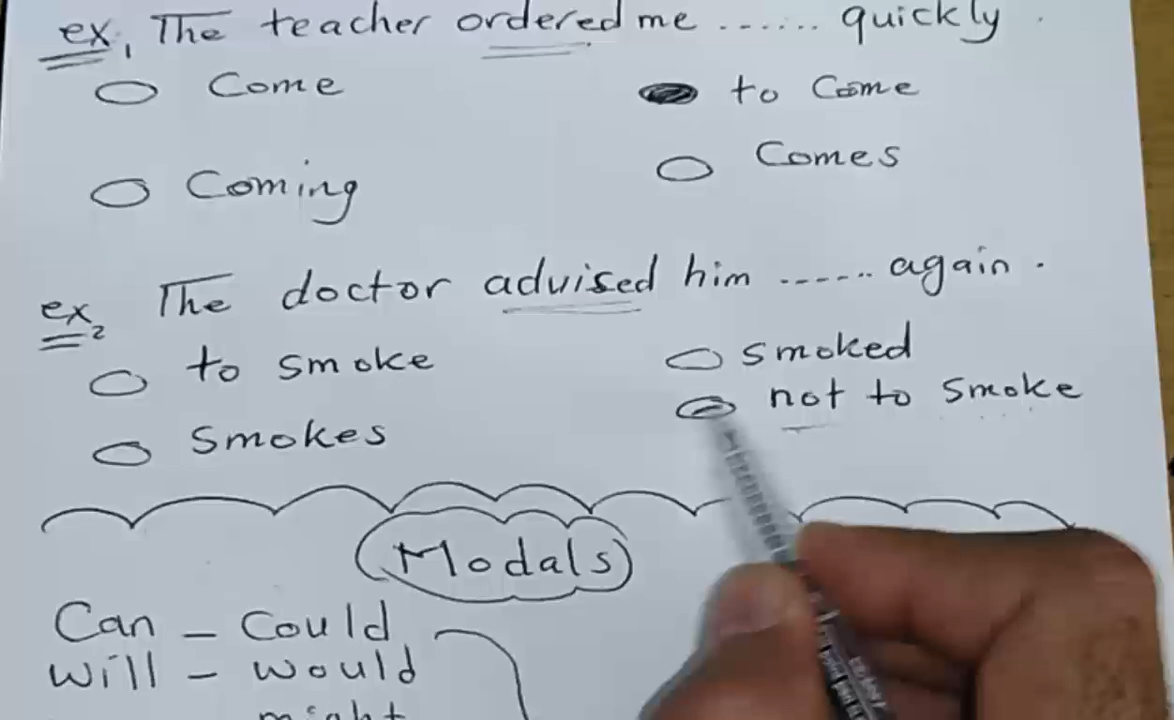 ex1 The teacher ordered me ...... quickly .
Come
to Come
Coming
Comes
ex2 The doctor advised him ...... again .
to smoke
smoked
Smokes
not to smoke
Modals
Can – Could
will – would
might